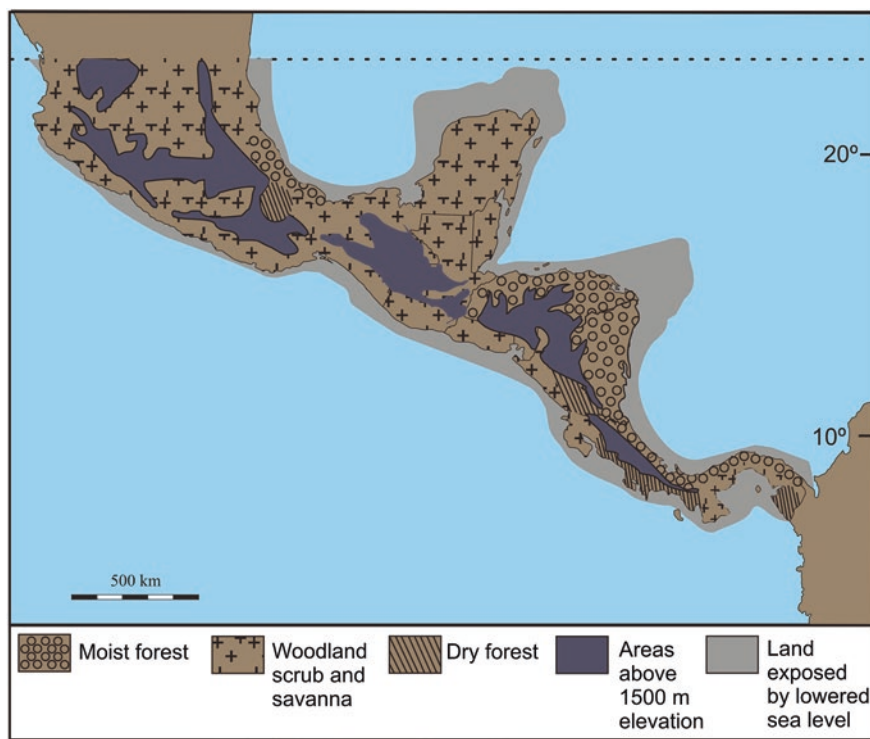 20º
10º
500 km
Moist forest
Woodland
scrub and
savanna
Dry forest
Areas
above
1500 m
elevation
Land
exposed
by lowered
sea level